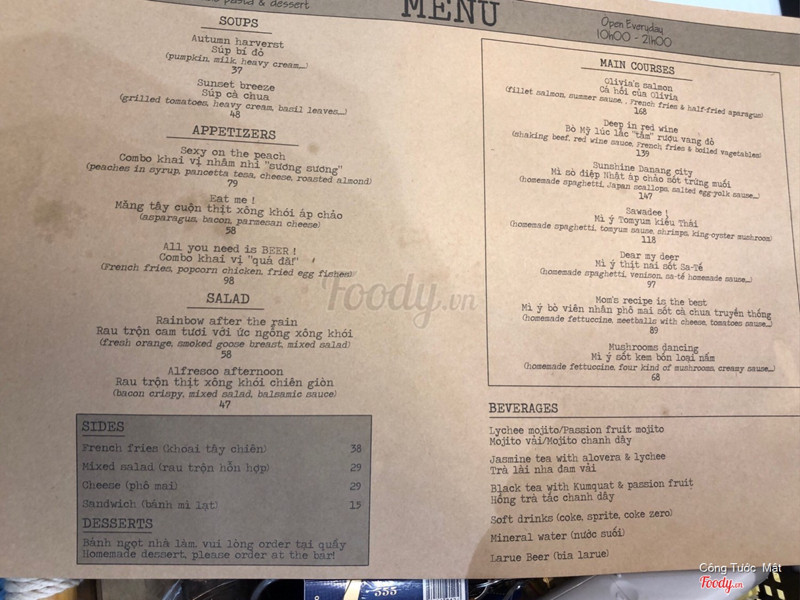 pasta & dessert
MENU
Open Everyday
10h00 - 21h00
SOUPS
Autumn harverst
Súp bí đỏ
(pumpkin, milk, heavy cream...)
37
Sunset breeze
Súp cà chua
(grilled tomatoes, heavy cream, basil leaves...)
48
APPETIZERS
Sexy on the peach
Combo khai vị nhâm nhi "sương sương"
(peaches in syrup, pancetta tesa, cheese, roasted almond)
79
Eat me !
Măng tây cuộn thịt xông khói áp chảo
(asparagus, bacon, parmesan cheese)
58
All you need is BEER !
Combo khai vị "quá đã!"
(French fries, popcorn chicken, fried egg fishes)
98
SALAD
Rainbow after the rain
Rau trộn cam tươi với ức ngỗng xông khói
(fresh orange, smoked goose breast, mixed salad)
58
Alfresco afternoon
Rau trộn thịt xông khói chiên giòn
(bacon crispy, mixed salad, balsamic sauce)
47
SIDES
French fries (khoai tây chiên) 38
Mixed salad (rau trộn hỗn hợp) 29
Cheese (phô mai) 29
Sandwich (bánh mì lạt) 15
DESSERTS
Bánh ngọt nhà làm, vui lòng order tại quầy
Homemade dessert, please order at the bar!
MAIN COURSES
Olivia's salmon
Cá hồi của Olivia
(fillet salmon, summer sauce, , French fries & half-fried aparagus)
168
Deep in red wine
Bò Mỹ lúc lắc "tắm" rượu vang đỏ
(shaking beef, red wine sauce, French fries & boiled vagetables)
139
Sunshine Danang city
Mì sò điệp Nhật áp chảo sốt trứng muối
(homemade spaghetti, Japan scallops, salted egg-yolk sauce...)
147
Sawadee !
Mì ý Tomyum kiểu Thái
(homemade spaghetti, tomyum sauce, shrimps, king-oyster mushroom)
118
Dear my deer
Mì ý thịt nai sốt Sa-Tế
(homemade spaghetti, venison, sa-tế homemade sauce...)
97
Mom's recipe is the best
Mì ý bò viên nhân phô mai sốt cà chua truyền thống
(homemade fettuccine, meetballs with cheese, tomatoes sauce...)
89
Mushrooms dancing
Mì ý sốt kem bốn loại nấm
(homemade fettuccine, four kind of mushrooms, creamy sauce...)
68
BEVERAGES
Lychee mojito/Passion fruit mojito
Mojito vải/Mojito chanh dây
Jasmine tea with alovera & lychee
Trà lài nha đam vải
Black tea with Kumquat & passion fruit
Hồng trà tắc chanh dây
Soft drinks (coke, sprite, coke zero)
Mineral water (nước suối)
Larue Beer (bia larue)
Foody.vn
555
Công Tước Mật
Foody.vn